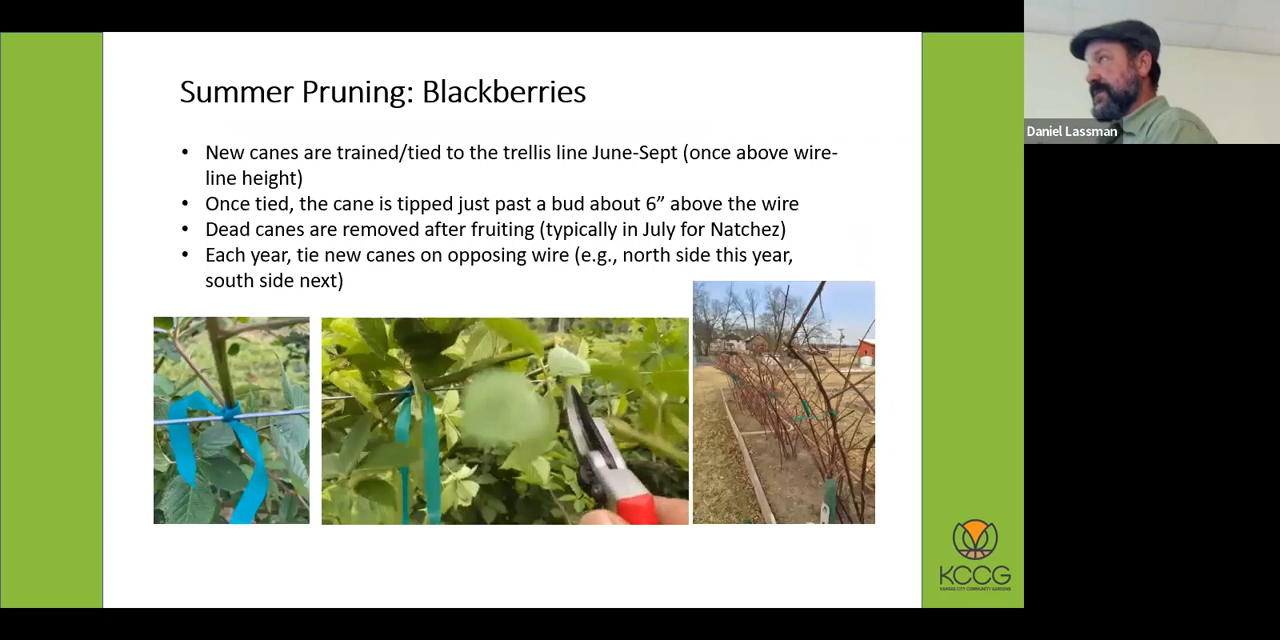 Summer Pruning: Blackberries
• New canes are trained/tied to the trellis line June-Sept (once above wire-
line height)
• Once tied, the cane is tipped just past a bud about 6” above the wire
• Dead canes are removed after fruiting (typically in July for Natchez)
• Each year, tie new canes on opposing wire (e.g., north side this year,
south side next)
Daniel Lassman
KCCG
KANSAS CITY COMMUNITY GARDENS